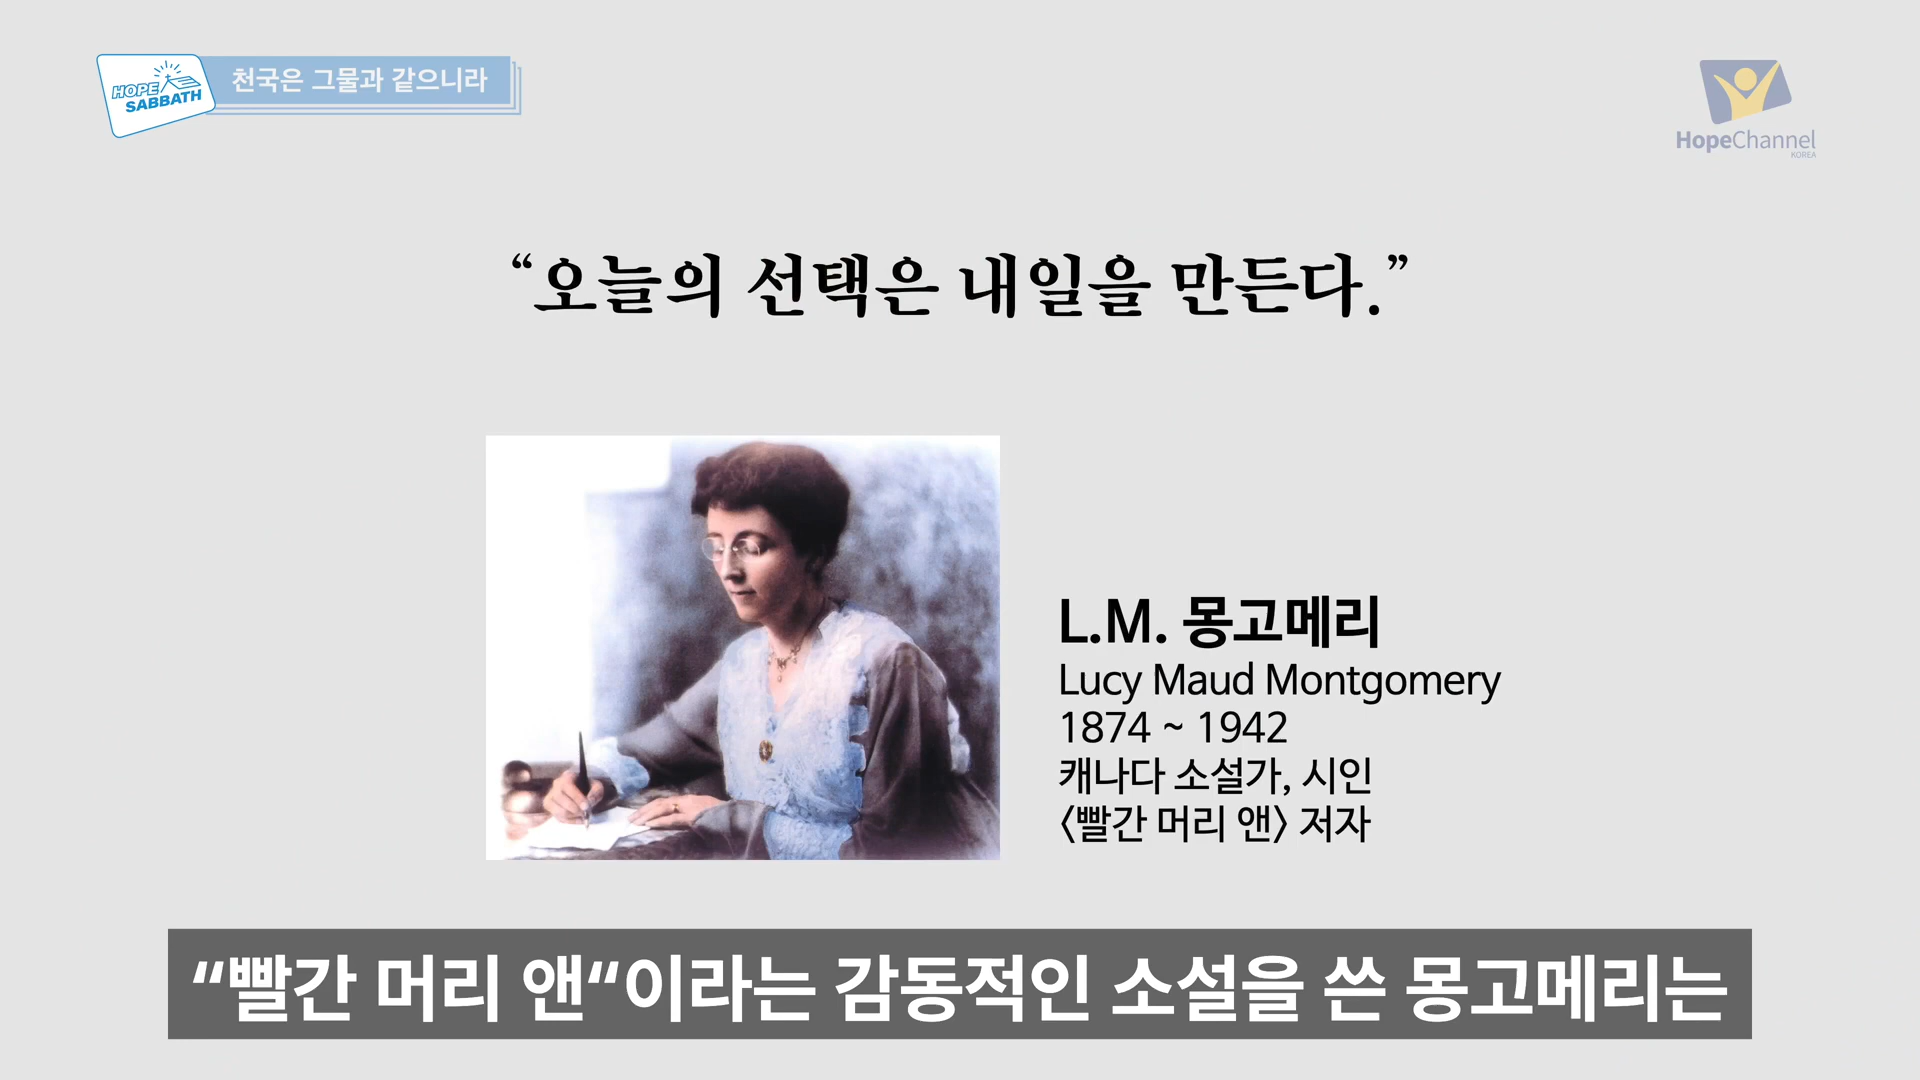 HOPE
SABBATH
천국은 그물과 같으니라
HopeChannel
KOREA
“오늘의 선택은 내일을 만든다.”
L.M. 몽고메리
Lucy Maud Montgomery
1874 ~ 1942
캐나다 소설가, 시인
〈빨간 머리 앤〉 저자
“빨간 머리 앤“이라는 감동적인 소설을 쓴 몽고메리는